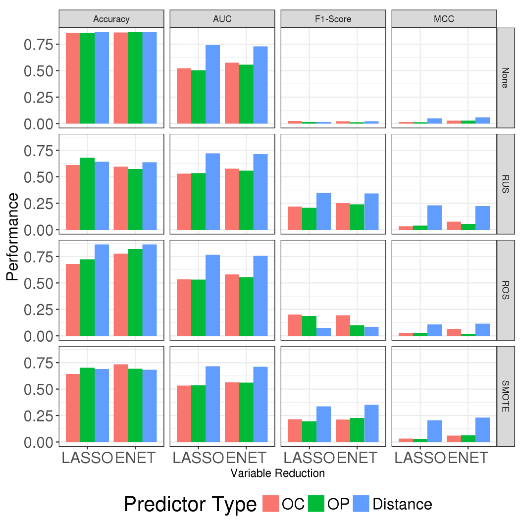 Accuracy AUC F1-Score MCC
0.75
0.50
0.25
0.00
None
0.75
0.50
0.25
0.00
RUS
0.75
0.50
0.25
0.00
ROS
0.75
0.50
0.25
0.00
SMOTE
Performance
LASSO ENET LASSO ENET LASSO ENET LASSO ENET
Variable Reduction
Predictor Type OC OP Distance